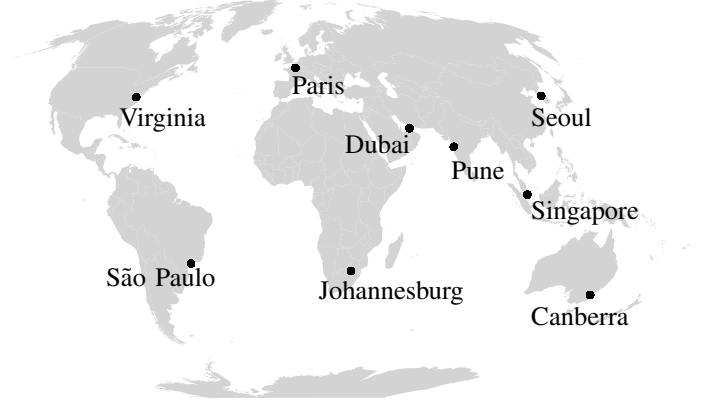 Paris
Virginia
Seoul
Dubai
Pune
Singapore
São Paulo
Johannesburg
Canberra